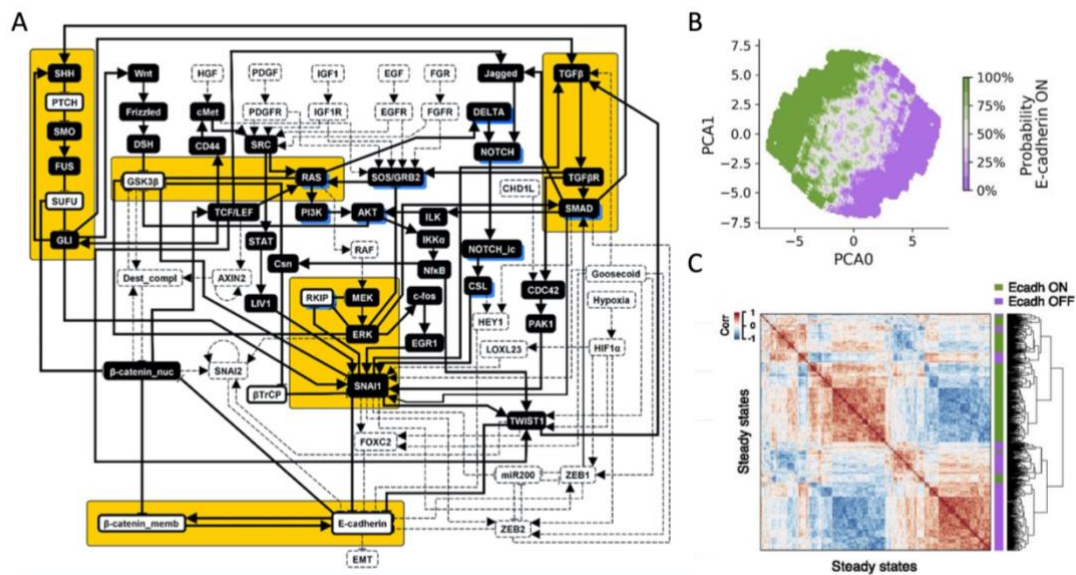 A
SHH
PTCH
SMO
FUS
SUFU
GLI
Wnt
Frizzled
DSH
HGF
cMet
CD44
PDGF
PDGFR
SRC
IGF1
IGF1R
EGF
EGFR
FGR
FGFR
Jagged
DELTA
NOTCH
TGFβ
TGFβR
SMAD
GSK3β
RAS
SOS/GRB2
CHD1L
TCF/LEF
PI3K
AKT
ILK
IKKα
NfκB
STAT
Csn
RAF
NOTCH_ic
CSL
CDC42
PAK1
Goosecoid
Hypoxia
HIF1α
Dest_compl
AXIN2
LIV1
RKIP
MEK
ERK
c-fos
EGR1
HEY1
LOXL23
β-catenin_nuc
SNAI2
βTrCP
SNAI1
TWIST1
FOXC2
miR200
ZEB1
ZEB2
β-catenin_memb
E-cadherin
EMT
B
7.5
5.0
2.5
0.0
-2.5
-5.0
-7.5
PCA1
-5
0
5
PCA0
100%
75%
50%
25%
0%
Probability
E-cadherin ON
C
Ecadh ON
Ecadh OFF
Corr
1
0
-1
Steady states
Steady states